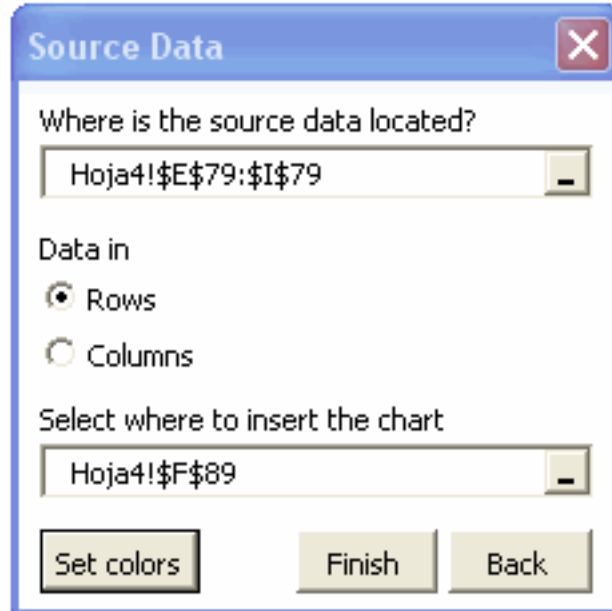 Source Data
Where is the source data located?
Hoja4!$E$79:$I$79
Data in
Rows
Columns
Select where to insert the chart
Hoja4!$F$89
Set colors Finish Back